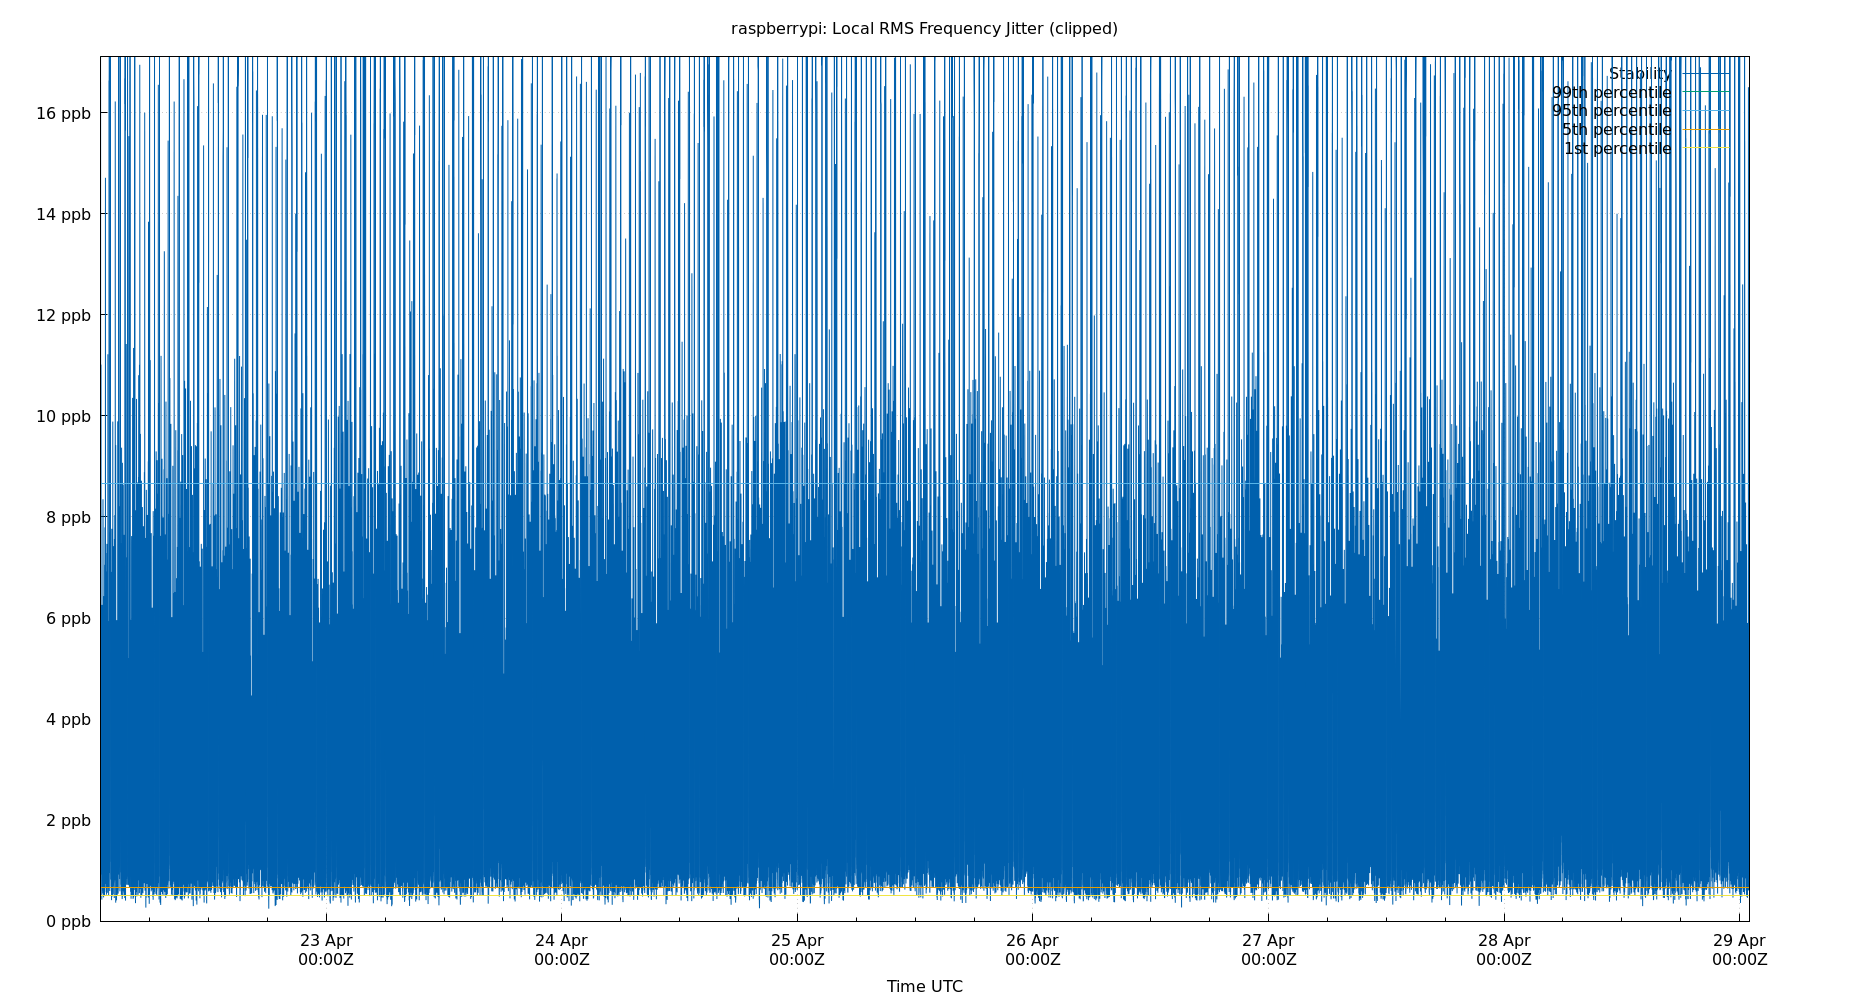 raspberrypi: Local RMS Frequency Jitter (clipped)
Stability
99th percentile
95th percentile
5th percentile
1st percentile
16 ppb
14 ppb
12 ppb
10 ppb
8 ppb
6 ppb
4 ppb
2 ppb
0 ppb
23 Apr 24 Apr 25 Apr 26 Apr 27 Apr 28 Apr 29 Apr
00:00Z 00:00Z 00:00Z 00:00Z 00:00Z 00:00Z 00:00Z
Time UTC